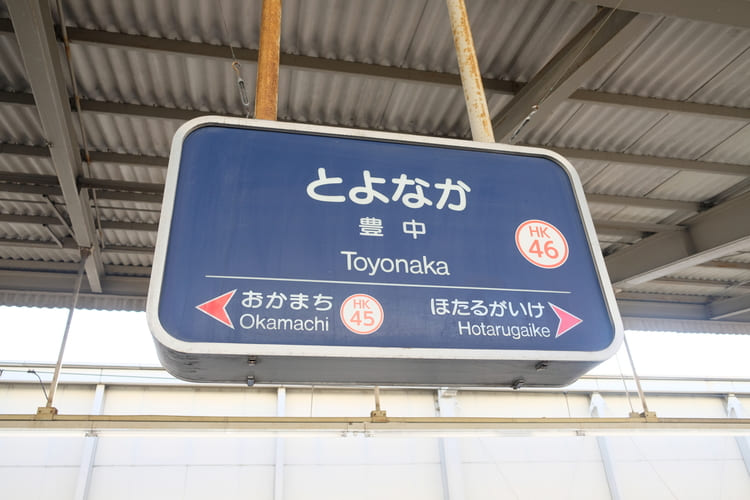 とよなか
豊中
Toyonaka
HK
46
おかまち
Okamachi
HK
45
ほたるがいけ
Hotarugaike